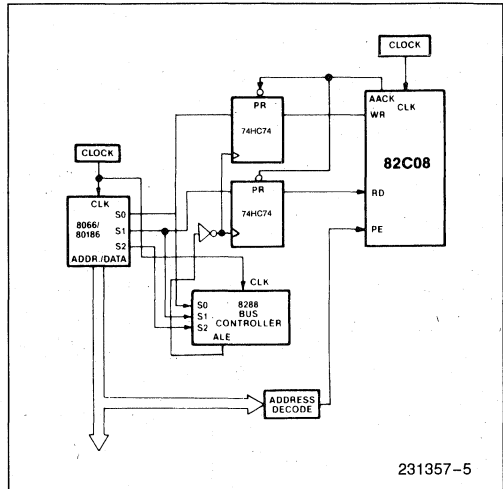 CLOCK
AACK
CLK
WR
82C08
RD
PE
PR
74HC74
PR
74HC74
CLOCK
CLK
8066/
80186
S0
S1
S2
ADDR./DATA
CLK
S0
S1
S2
8288
BUS
CONTROLLER
ALE
ADDRESS
DECODE
231357-5